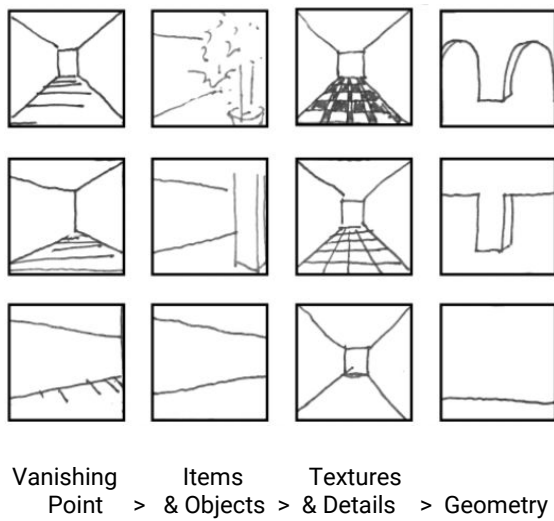 Vanishing Items Textures
Point > & Objects > & Details > Geometry